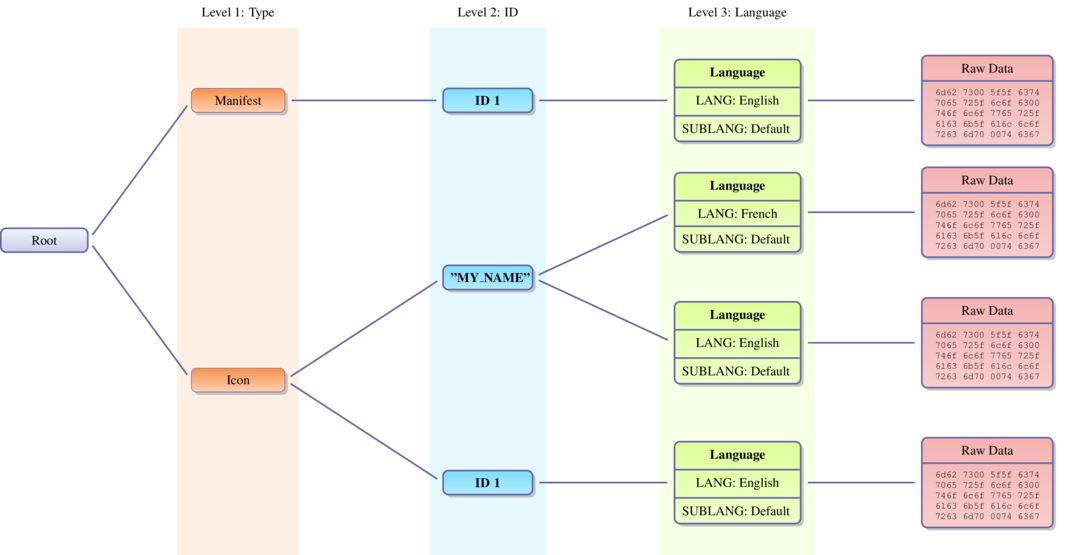 Level 1: Type
Level 2: ID
Level 3: Language
Root
Manifest
ID 1
Language
LANG: English
SUBLANG: Default
Raw Data
6d62 7300 5f5f 6374
7065 725f 6c6f 6300
746f 6c6f 7765 725f
6163 6b5f 616c 6c6f
7263 6d70 0074 6367
Icon
”MY_NAME”
Language
LANG: French
SUBLANG: Default
Raw Data
6d62 7300 5f5f 6374
7065 725f 6c6f 6300
746f 6c6f 7765 725f
6163 6b5f 616c 6c6f
7263 6d70 0074 6367
Language
LANG: English
SUBLANG: Default
Raw Data
6d62 7300 5f5f 6374
7065 725f 6c6f 6300
746f 6c6f 7765 725f
6163 6b5f 616c 6c6f
7263 6d70 0074 6367
ID 1
Language
LANG: English
SUBLANG: Default
Raw Data
6d62 7300 5f5f 6374
7065 725f 6c6f 6300
746f 6c6f 7765 725f
6163 6b5f 616c 6c6f
7263 6d70 0074 6367